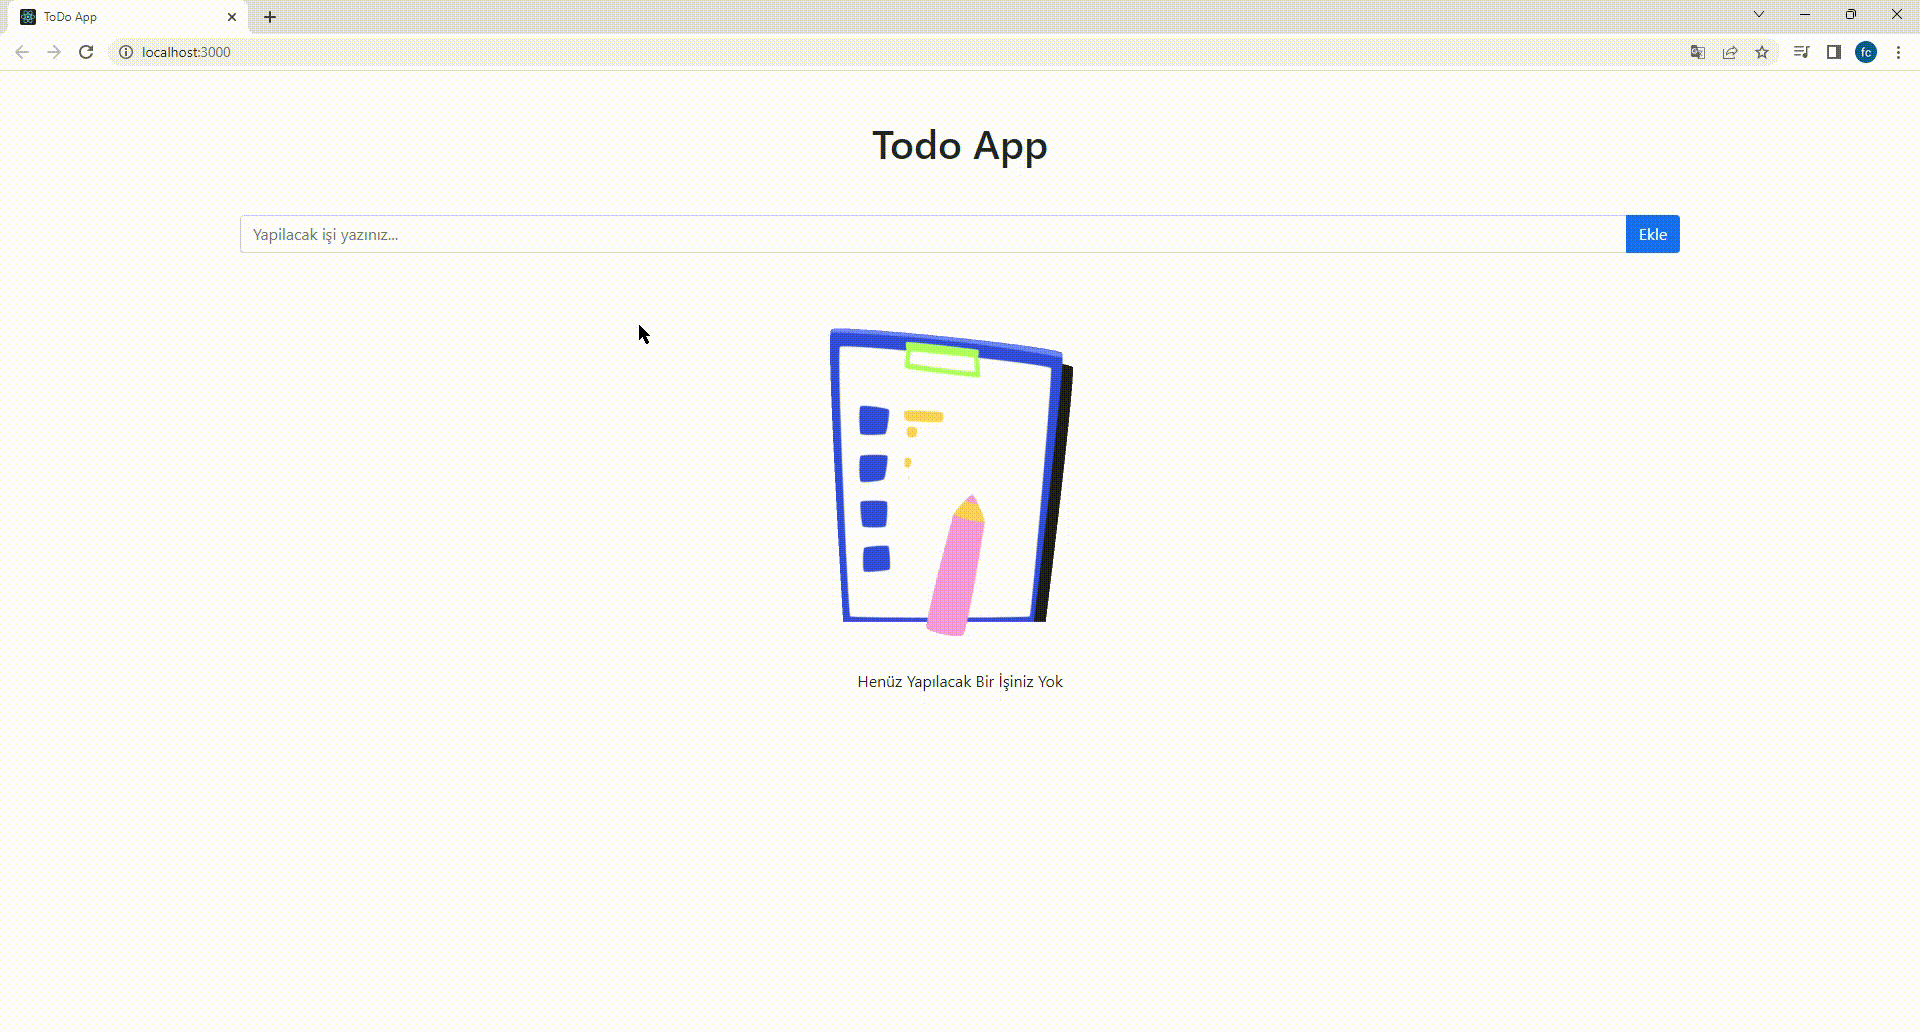 ToDo App
localhost:3000
fc
Todo App
Yapilacak işi yazınız...
Ekle
Henüz Yapılacak Bir İşiniz Yok